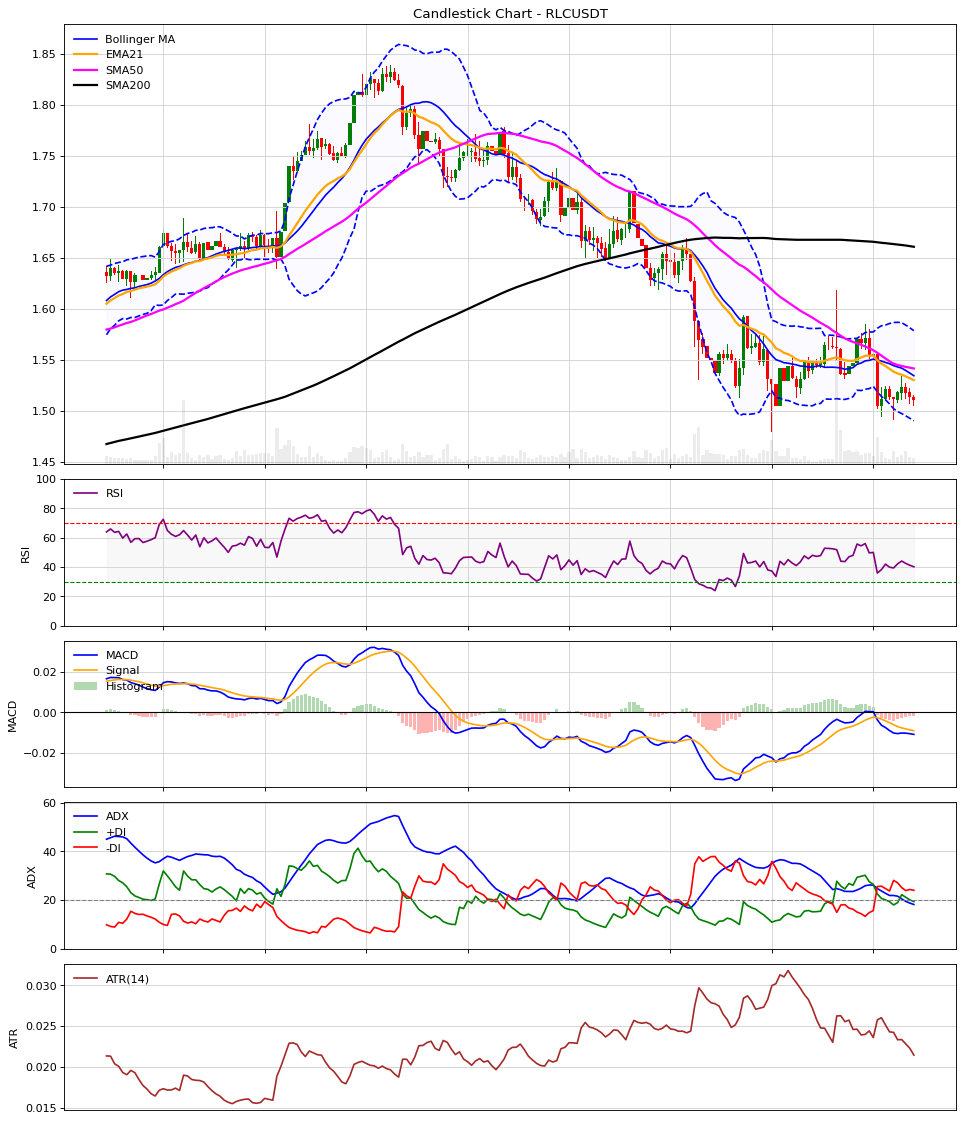 Candlestick Chart - RLCUSDT
Bollinger MA
EMA21
SMA50
SMA200
1.85
1.80
1.75
1.70
1.65
1.60
1.55
1.50
1.45
RSI
RSI
100
80
60
40
20
0
MACD
Signal
Histogram
MACD
0.02
0.00
−0.02
ADX
+DI
-DI
ADX
60
40
20
0
ATR(14)
ATR
0.030
0.025
0.020
0.015